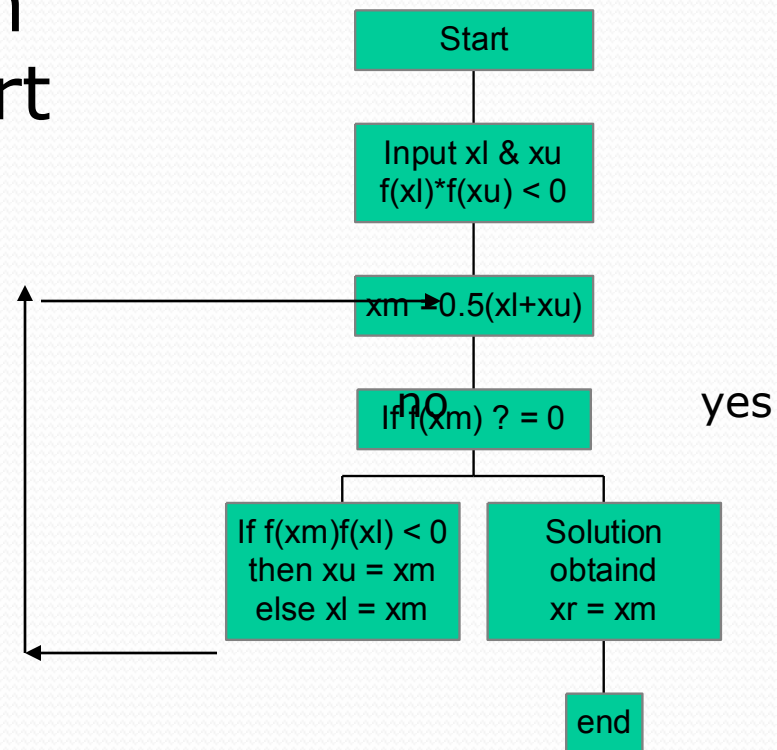 rt
Start
Input xl & xu
f(xl)*f(xu) < 0
xm =0.5(xl+xu)
no
If f(xm) ? = 0
yes
If f(xm)f(xl) < 0
then xu = xm
else xl = xm
Solution
obtaind
xr = xm
end